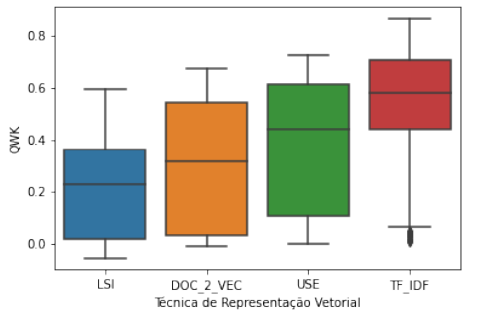 QWK
0.8
0.6
0.4
0.2
0.0
LSI DOC_2_VEC USE TF_IDF
Técnica de Representação Vetorial